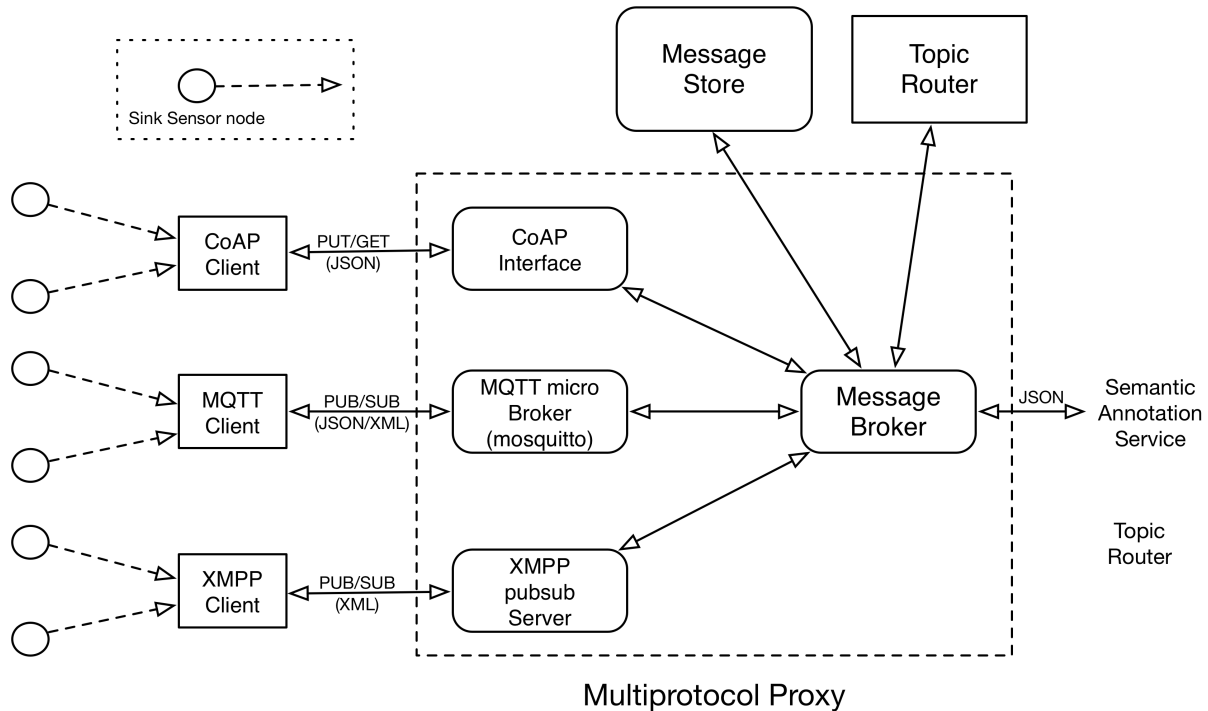 Message
Store
Topic
Router
Sink Sensor node
CoAP
Client
PUT/GET
(JSON)
CoAP
Interface
MQTT
Client
PUB/SUB
(JSON/XML)
MQTT micro
Broker
(mosquitto)
Message
Broker
JSON
Semantic
Annotation
Service
Topic
Router
XMPP
Client
PUB/SUB
(XML)
XMPP
pubsub
Server
Multiprotocol Proxy